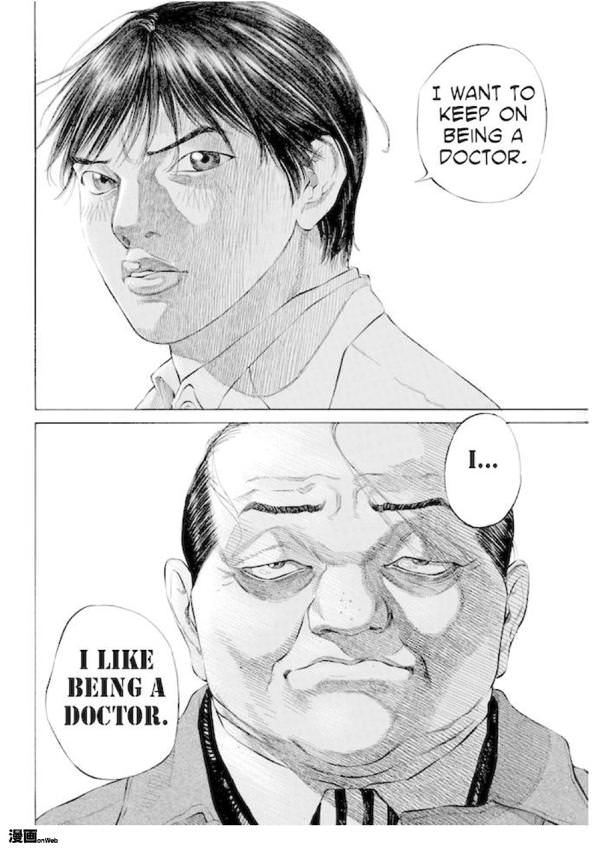 I WANT TO
KEEP ON
BEING A
DOCTOR.
I...
I LIKE
BEING A
DOCTOR.
漫画onWeb